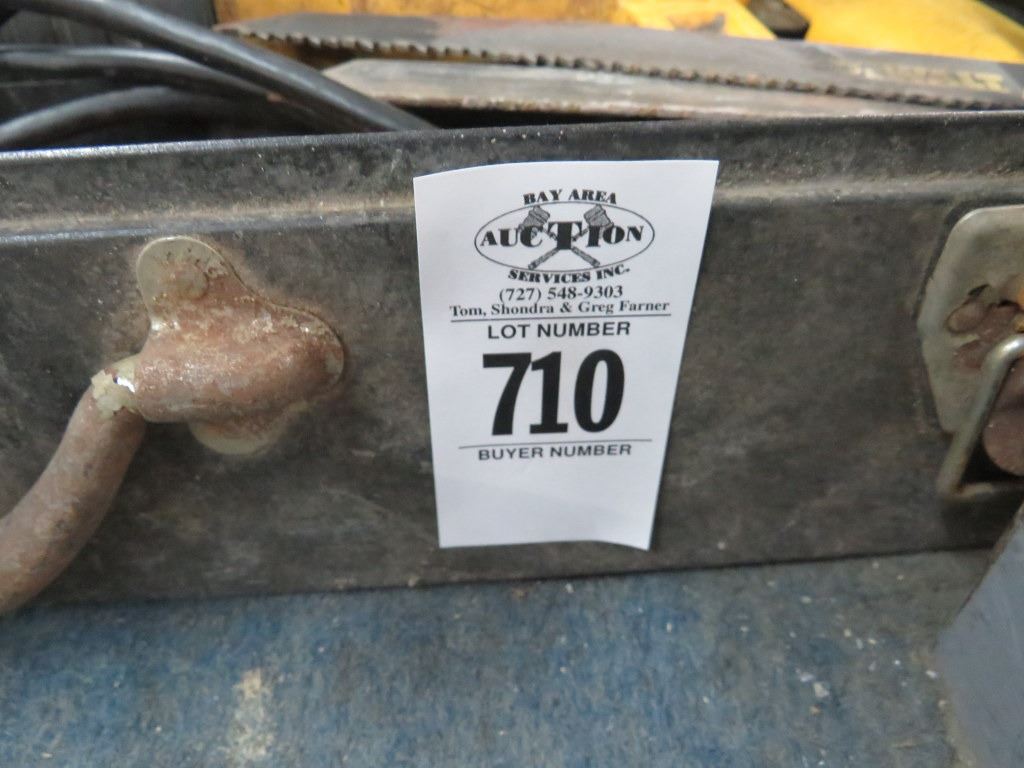 BAY AREA
AUCTION
SERVICES INC.
(727) 548-9303
Tom, Shondra & Greg Farner
LOT NUMBER
710
BUYER NUMBER